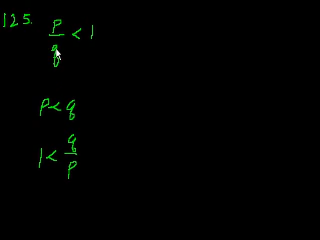 125. p/q < 1
p < q
1 < q/p